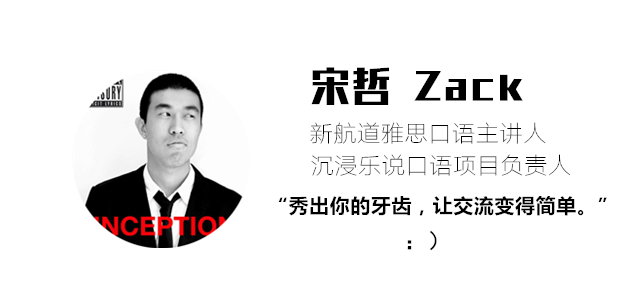 宋哲 Zack
新航道雅思口语主讲人
沉浸乐说口语项目负责人
“秀出你的牙齿，让交流变得简单。”
：）
INCEPTION